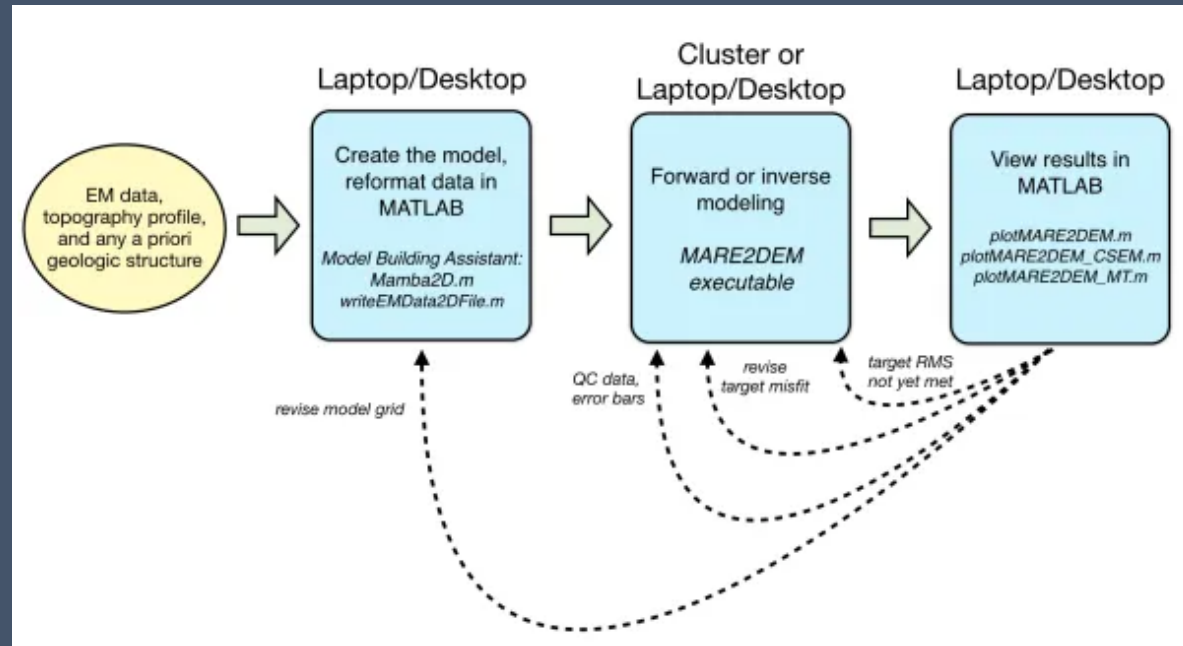 Laptop/Desktop
Cluster or
Laptop/Desktop
Laptop/Desktop
EM data,
topography profile,
and any a priori
geologic structure
Create the model,
reformat data in
MATLAB
Model Building Assistant:
Mamba2D.m
writeEMData2DFile.m
Forward or inverse
modeling
MARE2DEM
executable
View results in
MATLAB
plotMARE2DEM.m
plotMARE2DEM_CSEM.m
plotMARE2DEM_MT.m
revise model grid
QC data,
error bars
revise
target misfit
target RMS
not yet met